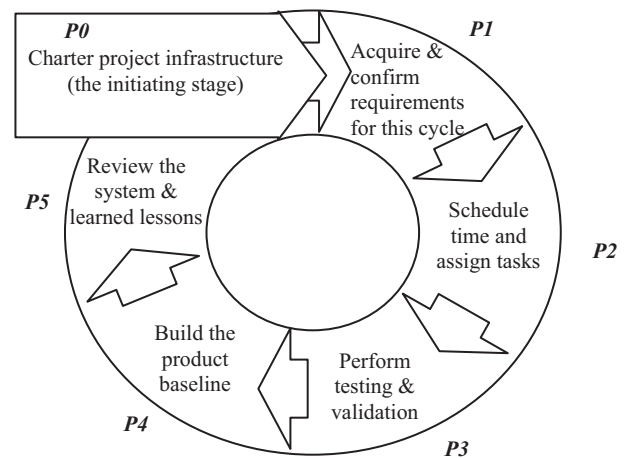 P0
Charter project infrastructure
(the initiating stage)
P1
Acquire &
confirm
requirements
for this cycle
P2
Schedule
time and
assign tasks
P3
Perform
testing &
validation
P4
Build the
product
baseline
P5
Review the
system &
learned lessons